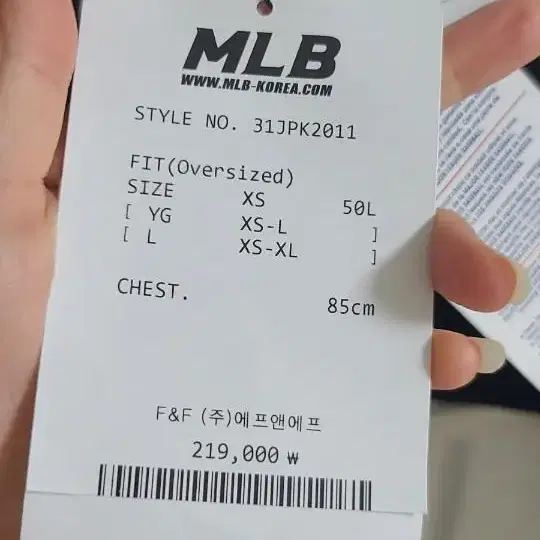 MLB
WWW.MLB-KOREA.COM
STYLE NO. 31JPK2011
FIT(Oversized)
SIZE XS 50L
[ YG XS-L ]
[ L XS-XL ]
CHEST. 85cm
F&F (주)에프앤에프
219,000 ₩